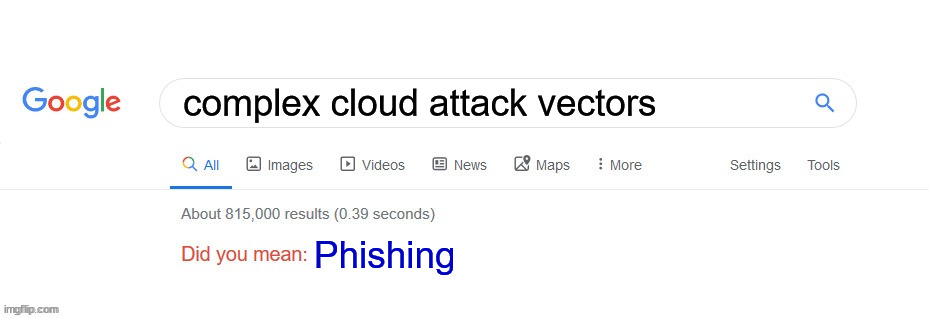 Google complex cloud attack vectors
All Images Videos News Maps More Settings Tools
About 815,000 results (0.39 seconds)
Did you mean: Phishing
imgflip.com